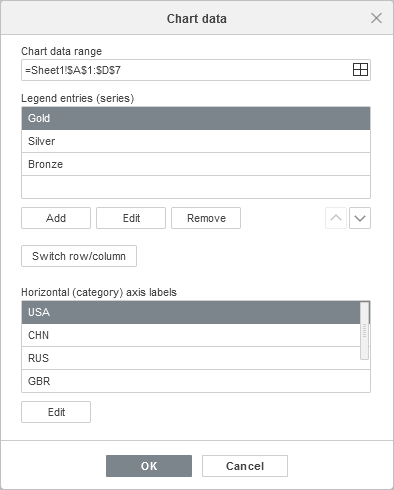 Chart data
Chart data range
=Sheet1!$A$1:$D$7
Legend entries (series)
Gold
Silver
Bronze
Add Edit Remove
Switch row/column
Horizontal (category) axis labels
USA
CHN
RUS
GBR
Edit
OK Cancel